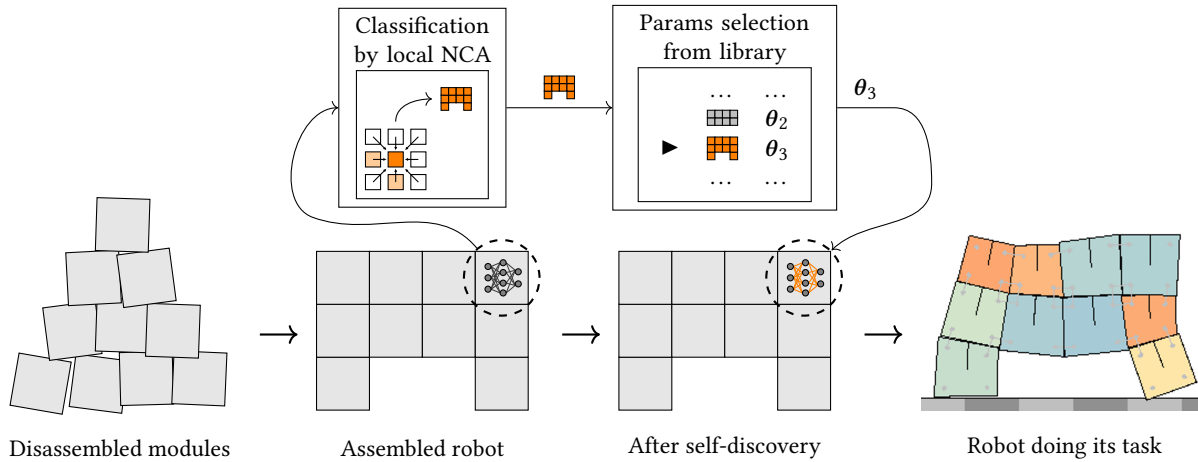 Classification
by local NCA
Params selection
from library
... ...
θ₂
θ₃
... ...
θ₃
Disassembled modules
Assembled robot
After self-discovery
Robot doing its task